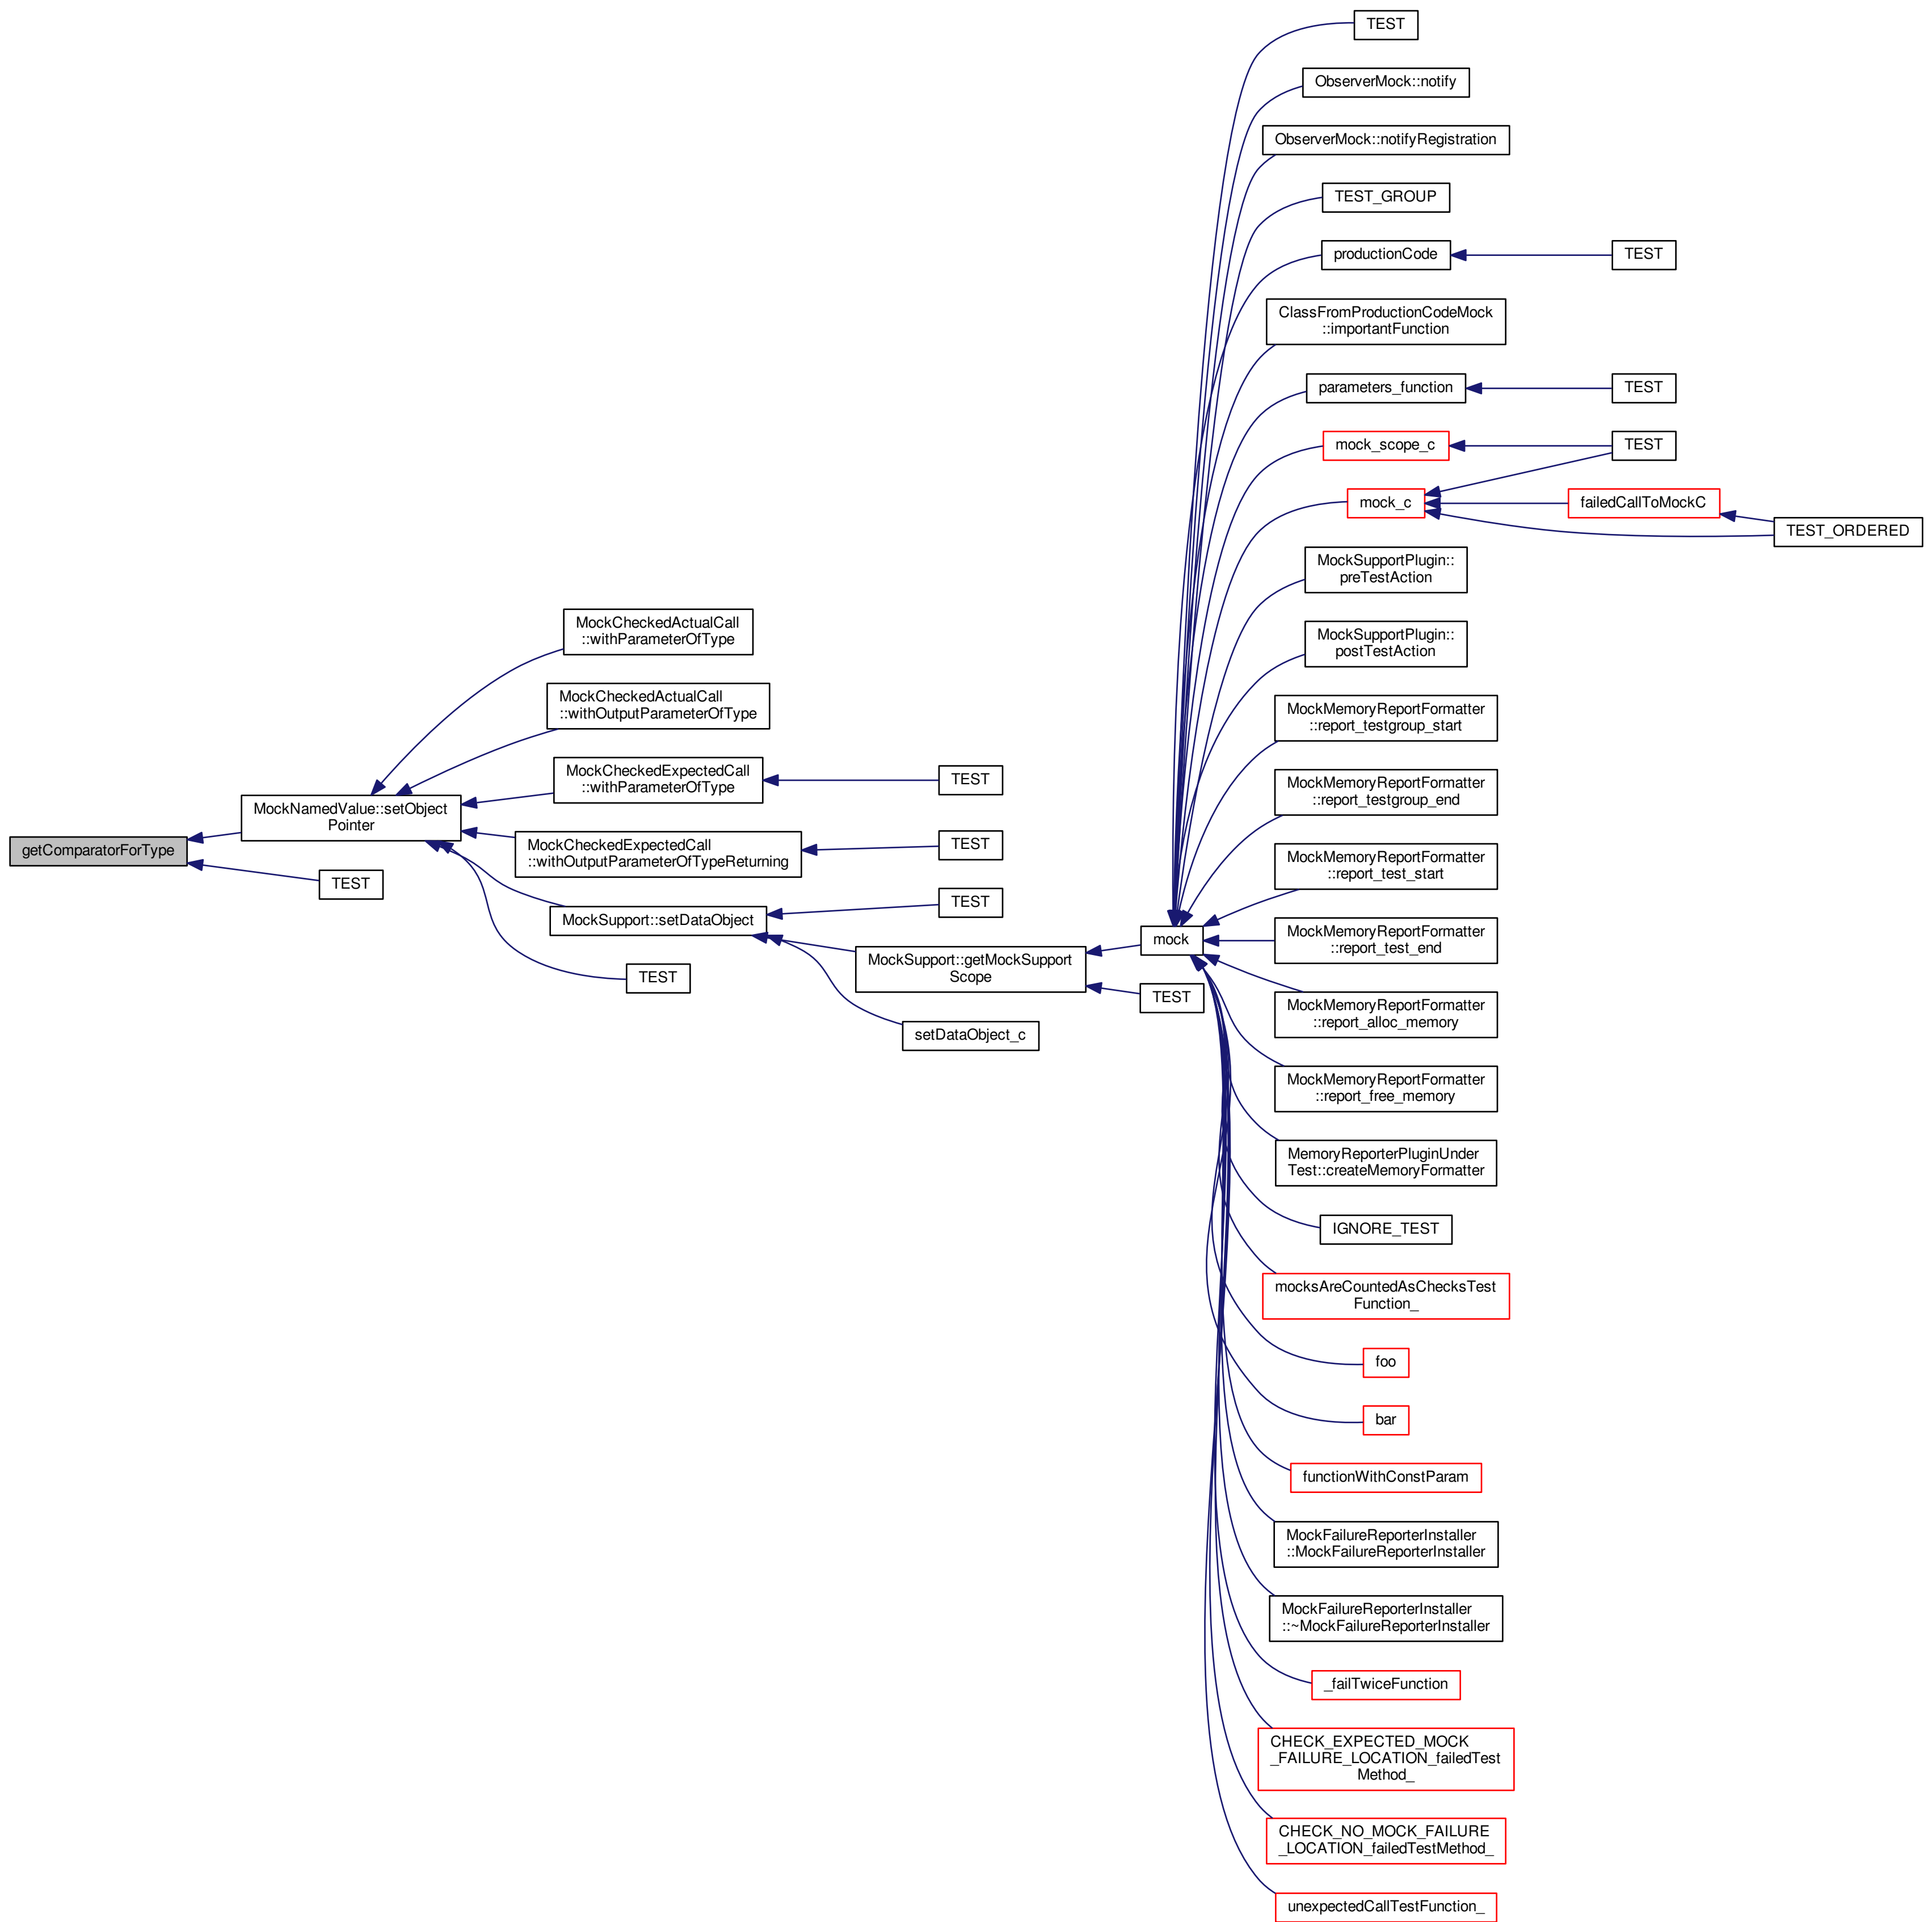 getComparatorForType
MockNamedValue::setObject
Pointer
TEST
MockCheckedActualCall
::withParameterOfType
MockCheckedActualCall
::withOutputParameterOfType
MockCheckedExpectedCall
::withParameterOfType
MockCheckedExpectedCall
::withOutputParameterOfTypeReturning
MockSupport::setDataObject
TEST
TEST
TEST
TEST
MockSupport::getMockSupport
Scope
setDataObject_c
mock
TEST
TEST
ObserverMock::notify
ObserverMock::notifyRegistration
TEST_GROUP
productionCode
TEST
ClassFromProductionCodeMock
::importantFunction
parameters_function
TEST
mock_scope_c
TEST
mock_c
failedCallToMockC
TEST_ORDERED
MockSupportPlugin::
preTestAction
MockSupportPlugin::
postTestAction
MockMemoryReportFormatter
::report_testgroup_start
MockMemoryReportFormatter
::report_testgroup_end
MockMemoryReportFormatter
::report_test_start
MockMemoryReportFormatter
::report_test_end
MockMemoryReportFormatter
::report_alloc_memory
MockMemoryReportFormatter
::report_free_memory
MemoryReporterPluginUnder
Test::createMemoryFormatter
IGNORE_TEST
mocksAreCountedAsChecksTest
Function_
foo
bar
functionWithConstParam
MockFailureReporterInstaller
::MockFailureReporterInstaller
MockFailureReporterInstaller
::~MockFailureReporterInstaller
_failTwiceFunction
CHECK_EXPECTED_MOCK
_FAILURE_LOCATION_failedTest
Method_
CHECK_NO_MOCK_FAILURE
_LOCATION_failedTestMethod_
unexpectedCallTestFunction_